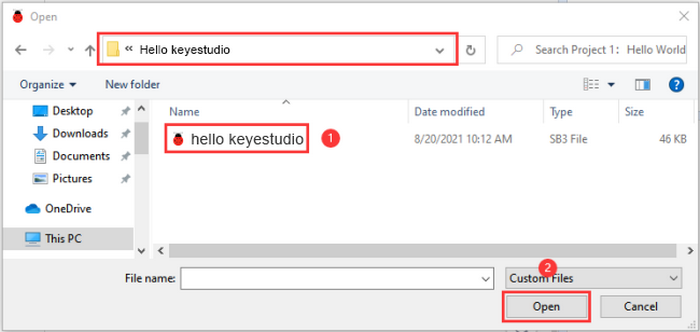 Open
« Hello keyestudio
Search Project 1: Hello World
Organize
New folder
Name
Date modified
Type
Size
Desktop
Downloads
Documents
Pictures
OneDrive
This PC
hello keyestudio
1
8/20/2021 10:12 AM
SB3 File
46 KB
File name:
2
Custom Files
Open
Cancel